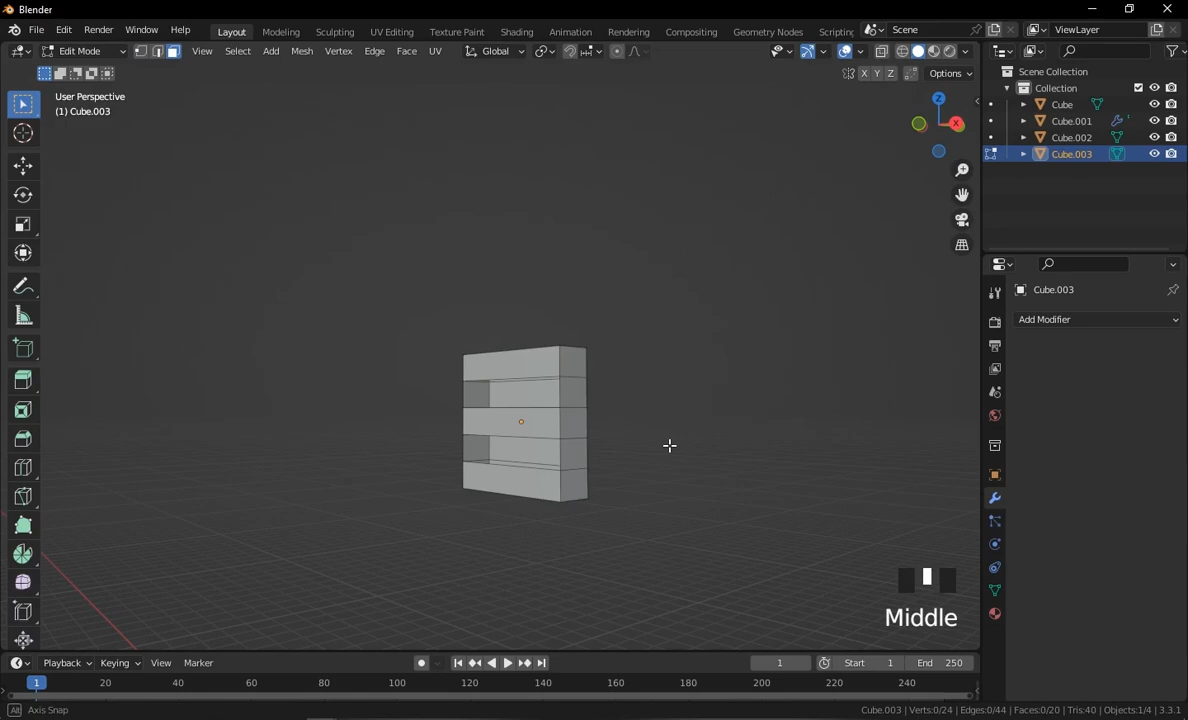 Blender
File Edit Render Window Help Layout Modeling Sculpting UV Editing Texture Paint Shading Animation Rendering Compositing Geometry Nodes Scripting Scene ViewLayer
Edit Mode View Select Add Mesh Vertex Edge Face UV Global
X Y Z Options
User Perspective
(1) Cube.003
Z
X
Scene Collection
Collection
Cube
Cube.001
Cube.002
Cube.003
Cube.003
Add Modifier
Middle
Playback Keying View Marker 1 Start 1 End 250
1 20 40 60 80 100 120 140 160 180 200 220 240
Alt Axis Snap Cube.003 | Verts:0/24 | Edges:0/44 | Faces:0/20 | Tris:40 | Objects:1/4 | 3.3.1